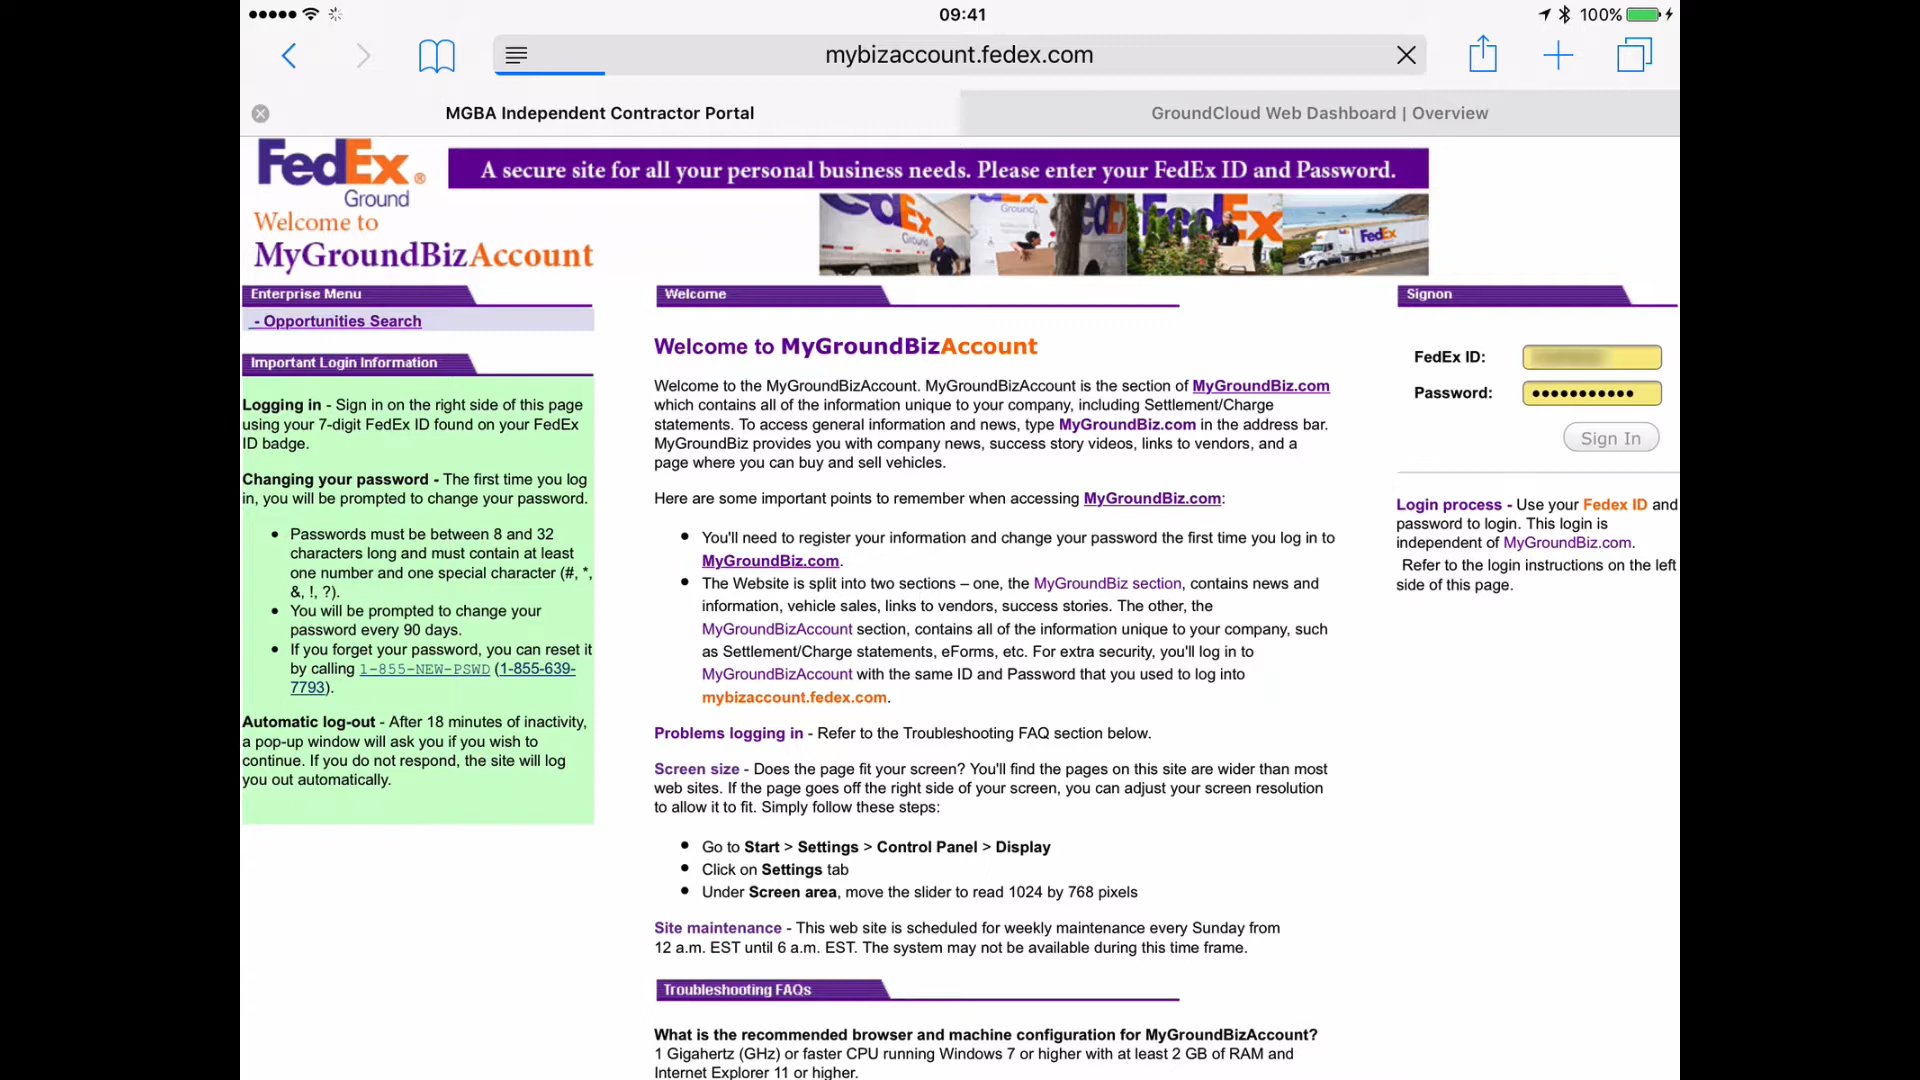 09:41
100%
mybizaccount.fedex.com
MGBA Independent Contractor Portal
GroundCloud Web Dashboard | Overview
FedEx®
Ground
A secure site for all your personal business needs. Please enter your FedEx ID and Password.
Welcome to
MyGroundBizAccount
Enterprise Menu
- Opportunities Search
Important Login Information
Logging in - Sign in on the right side of this page
using your 7-digit FedEx ID found on your FedEx
ID badge.
Changing your password - The first time you log
in, you will be prompted to change your password.
• Passwords must be between 8 and 32
characters long and must contain at least
one number and one special character (#, *,
&, !, ?).
• You will be prompted to change your
password every 90 days.
• If you forget your password, you can reset it
by calling 1-855-NEW-PSWD (1-855-639-
7793).
Automatic log-out - After 18 minutes of inactivity,
a pop-up window will ask you if you wish to
continue. If you do not respond, the site will log
you out automatically.
Welcome
Welcome to MyGroundBizAccount
Welcome to the MyGroundBizAccount. MyGroundBizAccount is the section of MyGroundBiz.com
which contains all of the information unique to your company, including Settlement/Charge
statements. To access general information and news, type MyGroundBiz.com in the address bar.
MyGroundBiz provides you with company news, success story videos, links to vendors, and a
page where you can buy and sell vehicles.
Here are some important points to remember when accessing MyGroundBiz.com:
• You'll need to register your information and change your password the first time you log in to
MyGroundBiz.com.
• The Website is split into two sections – one, the MyGroundBiz section, contains news and
information, vehicle sales, links to vendors, success stories. The other, the
MyGroundBizAccount section, contains all of the information unique to your company, such
as Settlement/Charge statements, eForms, etc. For extra security, you'll log in to
MyGroundBizAccount with the same ID and Password that you used to log into
mybizaccount.fedex.com.
Problems logging in - Refer to the Troubleshooting FAQ section below.
Screen size - Does the page fit your screen? You'll find the pages on this site are wider than most
web sites. If the page goes off the right side of your screen, you can adjust your screen resolution
to allow it to fit. Simply follow these steps:
• Go to Start > Settings > Control Panel > Display
• Click on Settings tab
• Under Screen area, move the slider to read 1024 by 768 pixels
Site maintenance - This web site is scheduled for weekly maintenance every Sunday from
12 a.m. EST until 6 a.m. EST. The system may not be available during this time frame.
Troubleshooting FAQs
What is the recommended browser and machine configuration for MyGroundBizAccount?
1 Gigahertz (GHz) or faster CPU running Windows 7 or higher with at least 2 GB of RAM and
Internet Explorer 11 or higher.
Signon
FedEx ID:
Password: •••••••••••
Sign In
Login process - Use your Fedex ID and
password to login. This login is
independent of MyGroundBiz.com.
Refer to the login instructions on the left
side of this page.